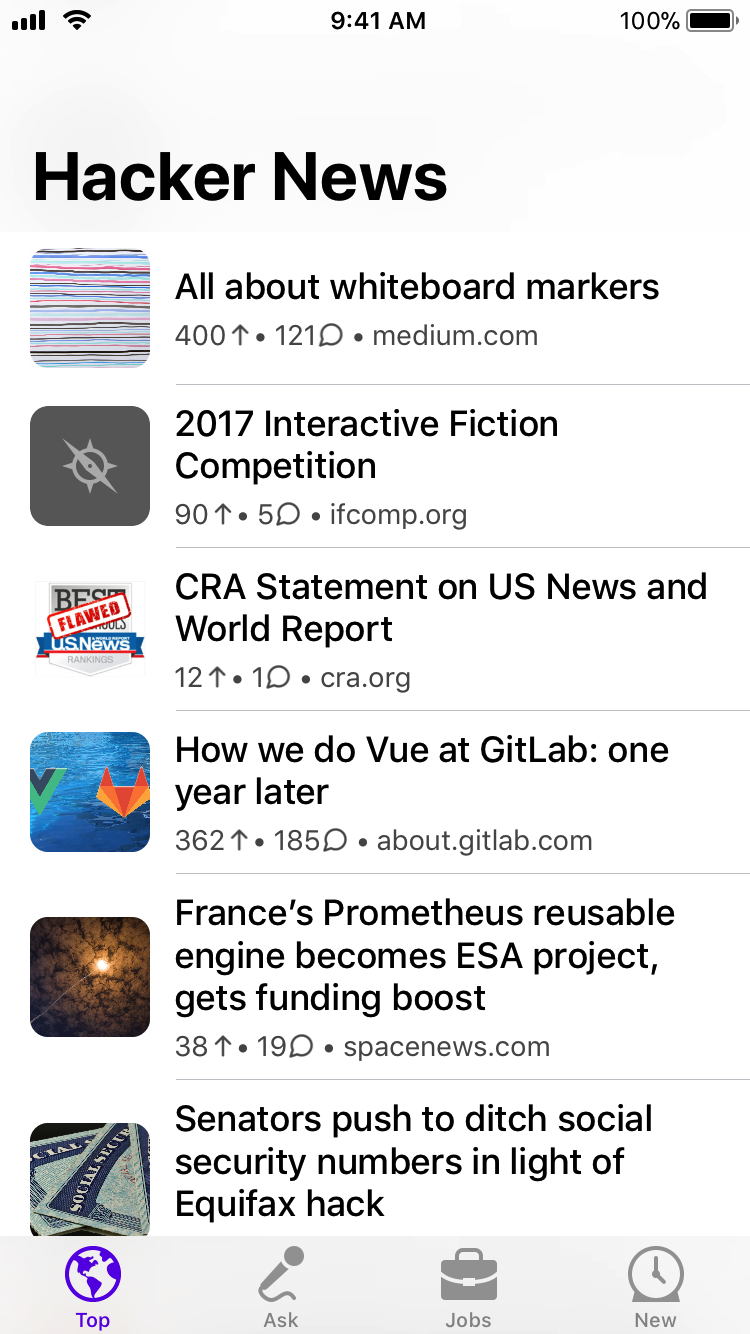 9:41 AM 100%
Hacker News
All about whiteboard markers
400 • 121 • medium.com
2017 Interactive Fiction
Competition
90 • 5 • ifcomp.org
BEST
FLAWED
U.S.News
& WORLD REPORT
RANKINGS
CRA Statement on US News and
World Report
12 • 1 • cra.org
How we do Vue at GitLab: one
year later
362 • 185 • about.gitlab.com
France’s Prometheus reusable
engine becomes ESA project,
gets funding boost
38 • 19 • spacenews.com
SOCIAL SECUR
Senators push to ditch social
security numbers in light of
Equifax hack
Top Ask Jobs New